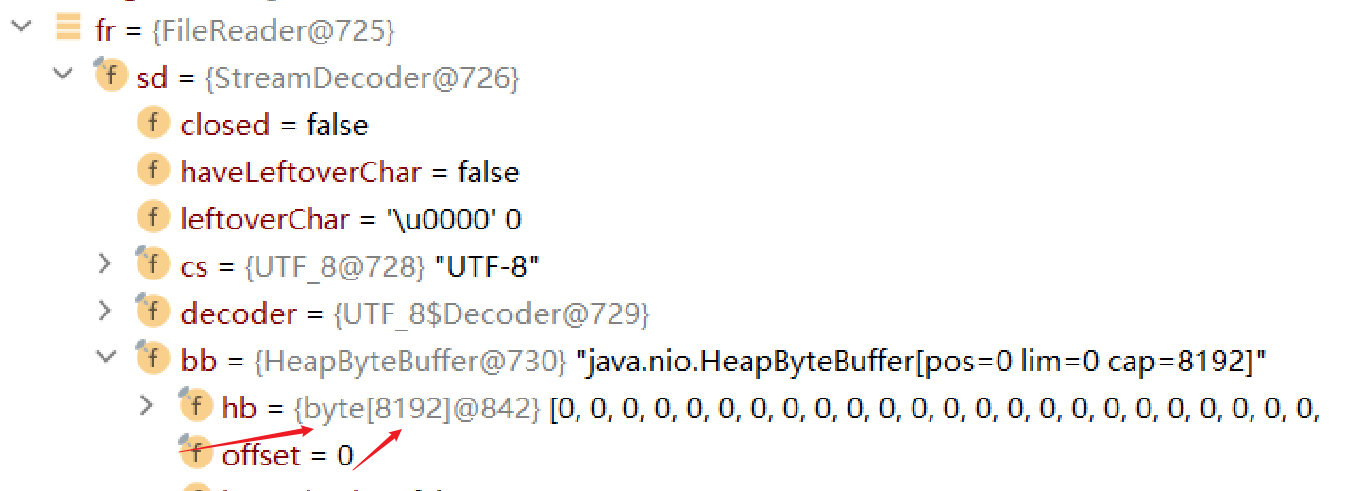 fr = {FileReader@725}
f sd = {StreamDecoder@726}
f closed = false
f haveLeftoverChar = false
f leftoverChar = '\u0000' 0
f cs = {UTF_8@728} "UTF-8"
f decoder = {UTF_8$Decoder@729}
f bb = {HeapByteBuffer@730} "java.nio.HeapByteBuffer[pos=0 lim=0 cap=8192]"
f hb = {byte[8192]@842} [0, 0, 0, 0, 0, 0, 0, 0, 0, 0, 0, 0, 0, 0, 0, 0, 0, 0, 0, 0, 0, 0, 0, 0,
f offset = 0